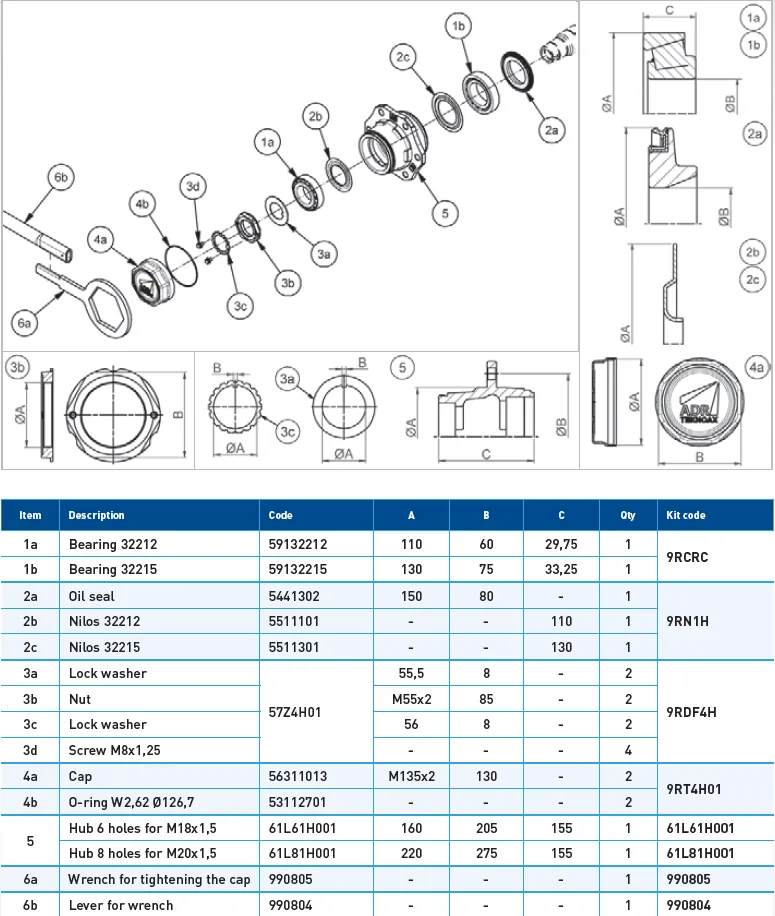 1b
2c
2b
1a
2a
6b
3d
4b
4a
5
3a
3b
3c
6a
C
1a
1b
ØA
ØB
2a
ØA
ØB
2b
2c
ØA
3b
ØA
B
B
3a
B
3c
ØA
ØA
5
ØA
ØB
C
4a
ØA
ADR
TEKNOAX
B
Item Description Code A B C Qty Kit code
1a Bearing 32212 59132212 110 60 29,75 1 9RCRC
1b Bearing 32215 59132215 130 75 33,25 1
2a Oil seal 5441302 150 80 - 1 9RN1H
2b Nilos 32212 5511101 - - 110 1
2c Nilos 32215 5511301 - - 130 1
3a Lock washer 57Z4H01 55,5 8 - 2 9RDF4H
3b Nut M55x2 85 - 2
3c Lock washer 56 8 - 2
3d Screw M8x1,25 - - - 4
4a Cap 56311013 M135x2 130 - 2 9RT4H01
4b O-ring W2,62 Ø126,7 53112701 - - - 2
5 Hub 6 holes for M18x1,5 61L61H001 160 205 155 1 61L61H001
Hub 8 holes for M20x1,5 61L81H001 220 275 155 1 61L81H001
6a Wrench for tightening the cap 990805 - - - 1 990805
6b Lever for wrench 990804 - - - 1 990804